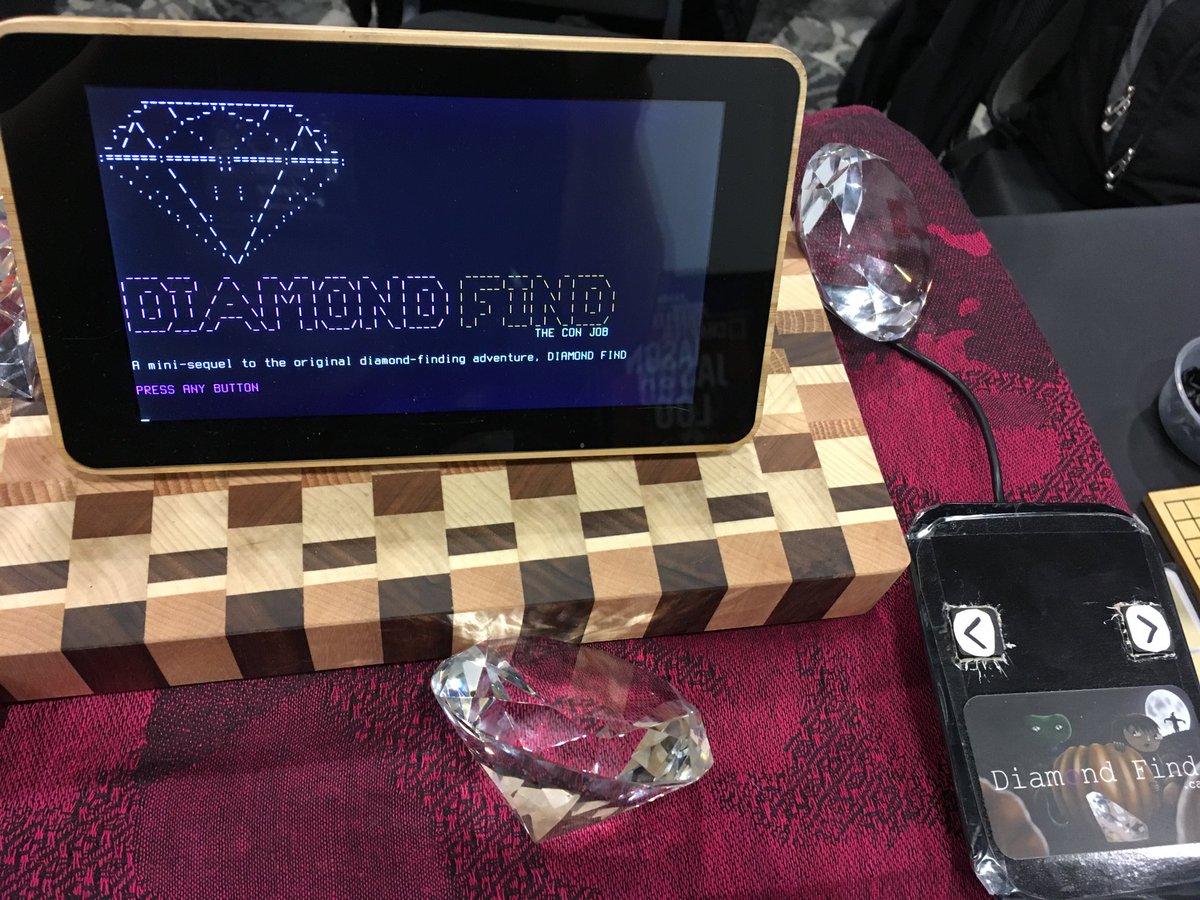 DIAMOND FIND
THE CON JOB
A mini-sequel to the original diamond-finding adventure, DIAMOND FIND
PRESS ANY BUTTON
< >
Diamond Find
.ca